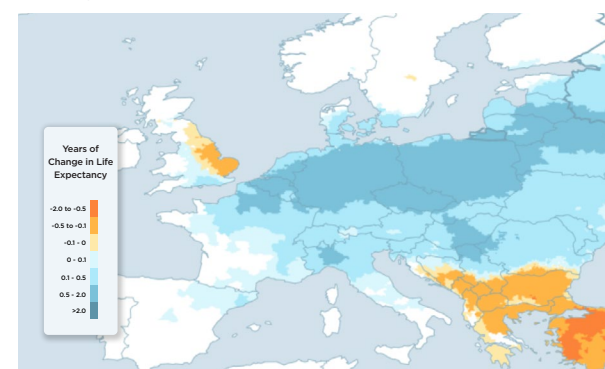 Years of
Change in Life
Expectancy
-2.0 to -0.5
-0.5 to -0.1
-0.1 - 0
0 - 0.1
0.1 - 0.5
0.5 - 2.0
>2.0